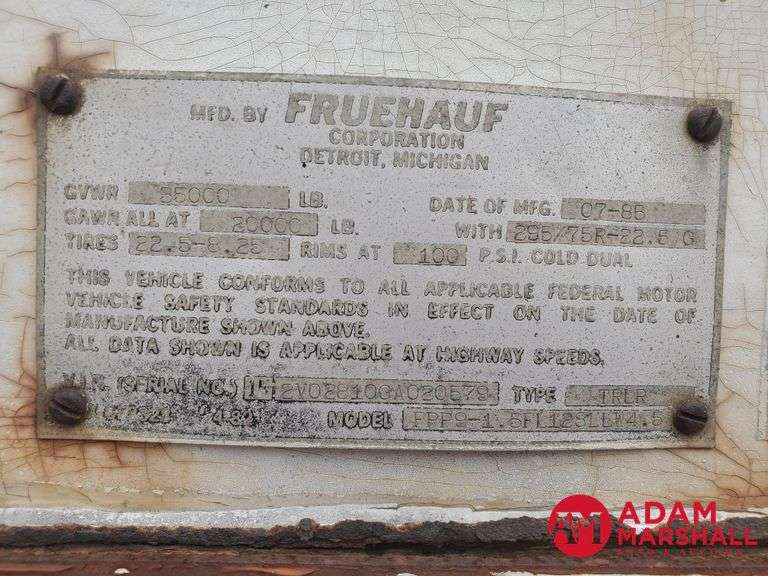 MFD. BY FRUEHAUF
CORPORATION
DETROIT, MICHIGAN
GVWR 55000 LB. DATE OF MFG. 07-86
GAWR ALL AT 20000 LB. WITH 295/75R-22.5/G
TIRES 22.5-8.25 RIMS AT 100 P.S.I. COLD DUAL
THIS VEHICLE CONFORMS TO ALL APPLICABLE FEDERAL MOTOR
VEHICLE SAFETY STANDARDS IN EFFECT ON THE DATE OF
MANUFACTURE SHOWN ABOVE.
ALL DATA SHOWN IS APPLICABLE AT HIGHWAY SPEEDS.
V.I.N. (SERIAL NO.) TYPE TRLR
MODEL
ADAM
MARSHALL